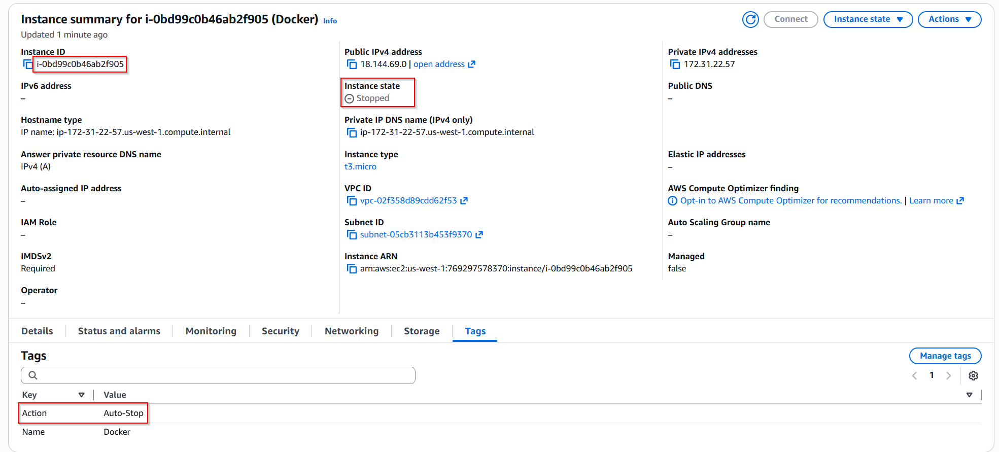 Instance summary for i-0bd99c0b46ab2f905 (Docker) Info
Updated 1 minute ago
Connect
Instance state
Actions
Instance ID
i-0bd99c0b46ab2f905
Public IPv4 address
18.144.69.0 | open address
Private IPv4 addresses
172.31.22.57
IPv6 address
–
Instance state
Stopped
Public DNS
–
Hostname type
IP name: ip-172-31-22-57.us-west-1.compute.internal
Private IP DNS name (IPv4 only)
ip-172-31-22-57.us-west-1.compute.internal
Answer private resource DNS name
IPv4 (A)
Instance type
t3.micro
Elastic IP addresses
–
Auto-assigned IP address
–
VPC ID
vpc-02f358d89cdd62f53
AWS Compute Optimizer finding
Opt-in to AWS Compute Optimizer for recommendations. | Learn more
IAM Role
–
Subnet ID
subnet-05cb3113b453f9370
Auto Scaling Group name
–
IMDSv2
Required
Instance ARN
arn:aws:ec2:us-west-1:769297578370:instance/i-0bd99c0b46ab2f905
Managed
false
Operator
–
Details Status and alarms Monitoring Security Networking Storage Tags
Tags
Manage tags
1
Key Value
Action Auto-Stop
Name Docker